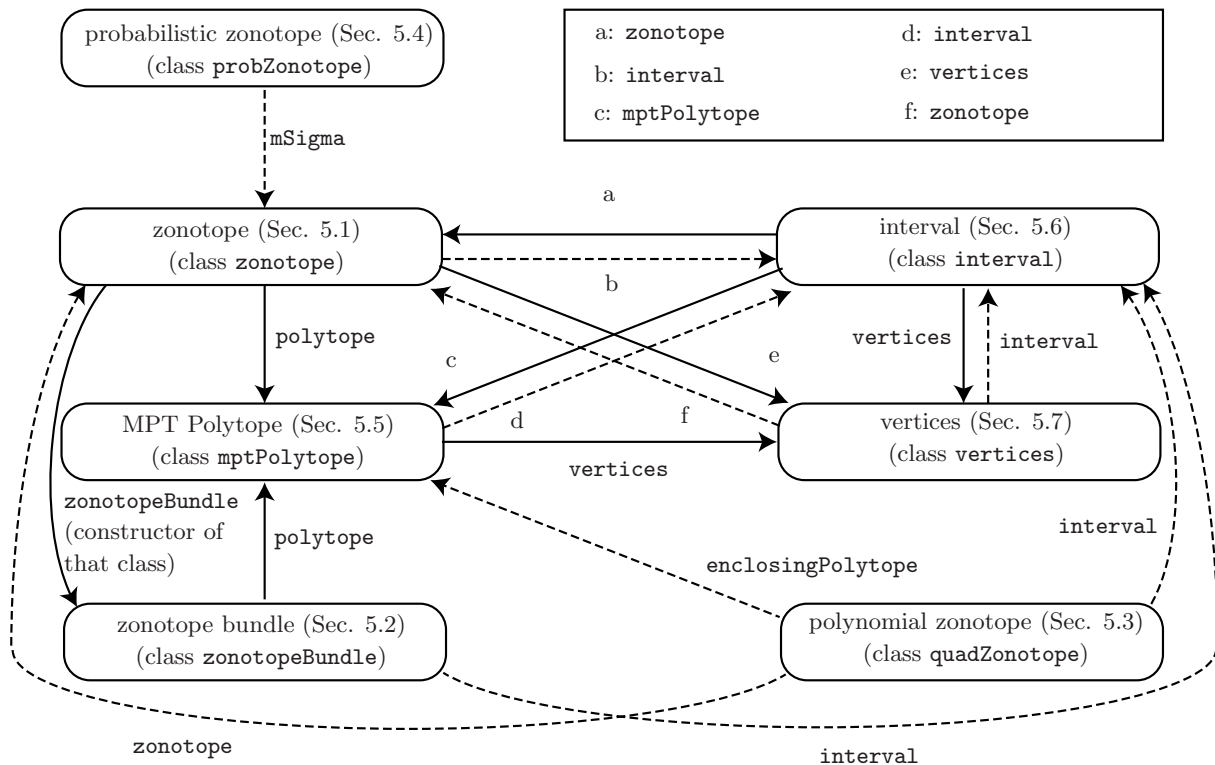 probabilistic zonotope (Sec. 5.4)
(class probZonotope)
a: zonotope
b: interval
c: mptPolytope
d: interval
e: vertices
f: zonotope
mSigma
a
zonotope (Sec. 5.1)
(class zonotope)
interval (Sec. 5.6)
(class interval)
b
polytope
vertices
interval
c
e
MPT Polytope (Sec. 5.5)
(class mptPolytope)
d
f
vertices (Sec. 5.7)
(class vertices)
vertices
zonotopeBundle
(constructor of
that class)
polytope
interval
enclosingPolytope
zonotope bundle (Sec. 5.2)
(class zonotopeBundle)
polynomial zonotope (Sec. 5.3)
(class quadZonotope)
zonotope
interval